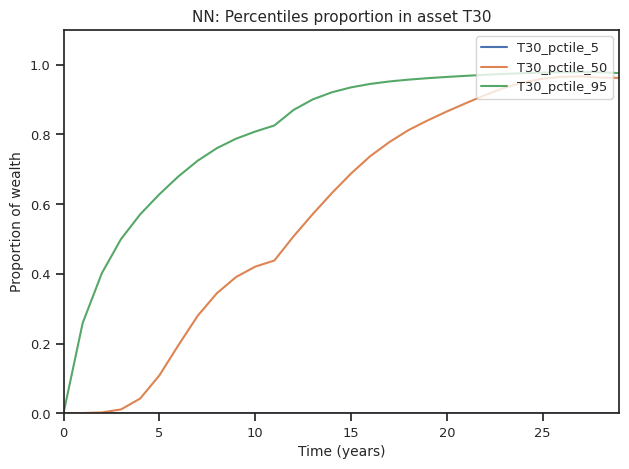 NN: Percentiles proportion in asset T30
T30_pctile_5
T30_pctile_50
T30_pctile_95
Proportion of wealth
1.0
0.8
0.6
0.4
0.2
0.0
0
5
10
15
20
25
Time (years)